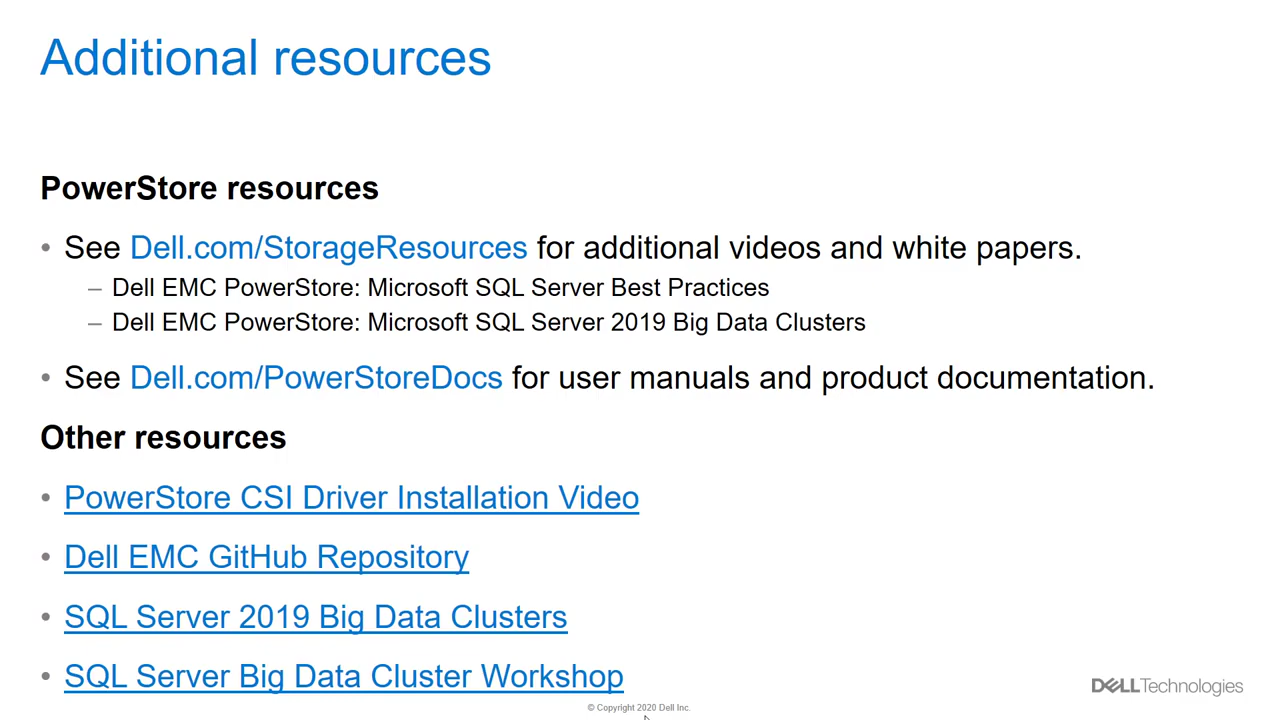 Additional resources
PowerStore resources
• See Dell.com/StorageResources for additional videos and white papers.
– Dell EMC PowerStore: Microsoft SQL Server Best Practices
– Dell EMC PowerStore: Microsoft SQL Server 2019 Big Data Clusters
• See Dell.com/PowerStoreDocs for user manuals and product documentation.
Other resources
• PowerStore CSI Driver Installation Video
• Dell EMC GitHub Repository
• SQL Server 2019 Big Data Clusters
• SQL Server Big Data Cluster Workshop
DELLTechnologies
© Copyright 2020 Dell Inc.